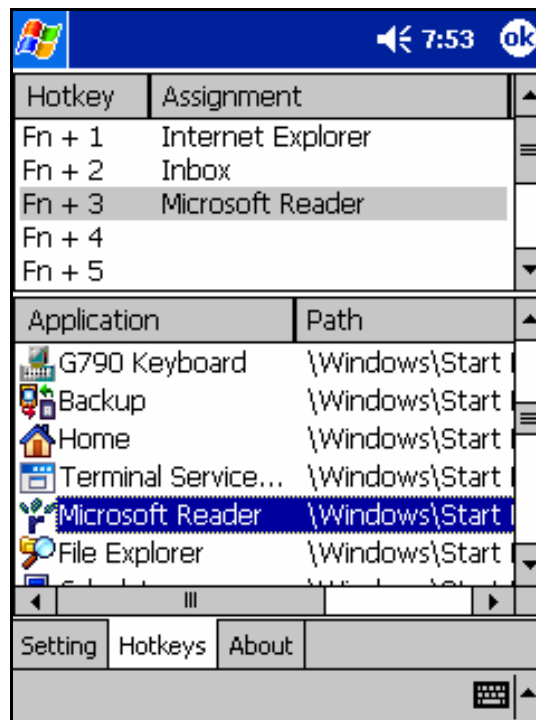 7:53 ok
Hotkey Assignment
Fn + 1 Internet Explorer
Fn + 2 Inbox
Fn + 3 Microsoft Reader
Fn + 4
Fn + 5
Application Path
G790 Keyboard \Windows\Start
Backup \Windows\Start
Home \Windows\Start
Terminal Service... \Windows\Start
Microsoft Reader \Windows\Start
File Explorer \Windows\Start
Setting Hotkeys About